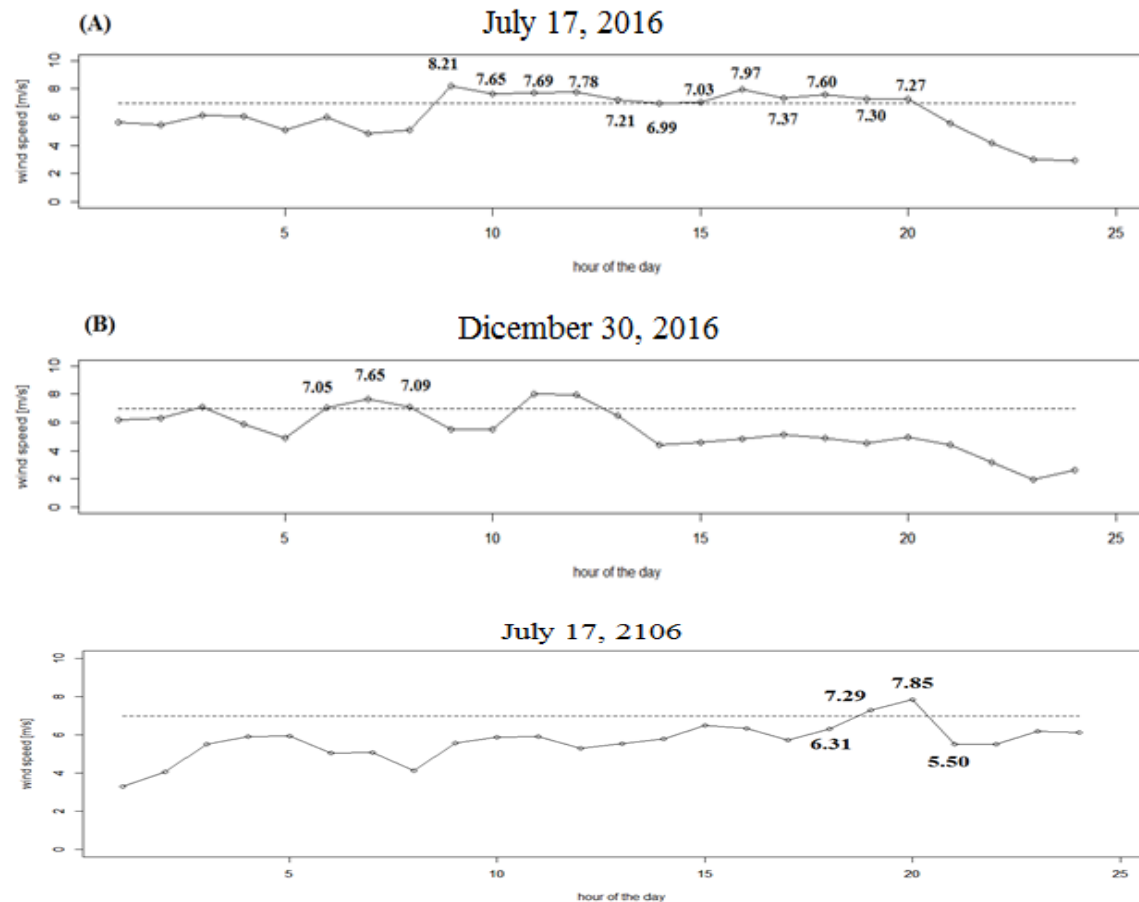 (A)
July 17, 2016
8.21 7.65 7.69 7.78 7.03 7.97 7.60 7.27
7.21 6.99 7.37 7.30
wind speed [m/s]
0 2 4 6 8 10
5 10 15 20 25
hour of the day
(B)
Dicember 30, 2016
7.05 7.65 7.09
wind speed [m/s]
0 2 4 6 8 10
5 10 15 20 25
hour of the day
July 17, 2106
7.29 7.85
6.31 5.50
wind speed [m/s]
0 2 4 6 8 10
5 10 15 20 25
hour of the day